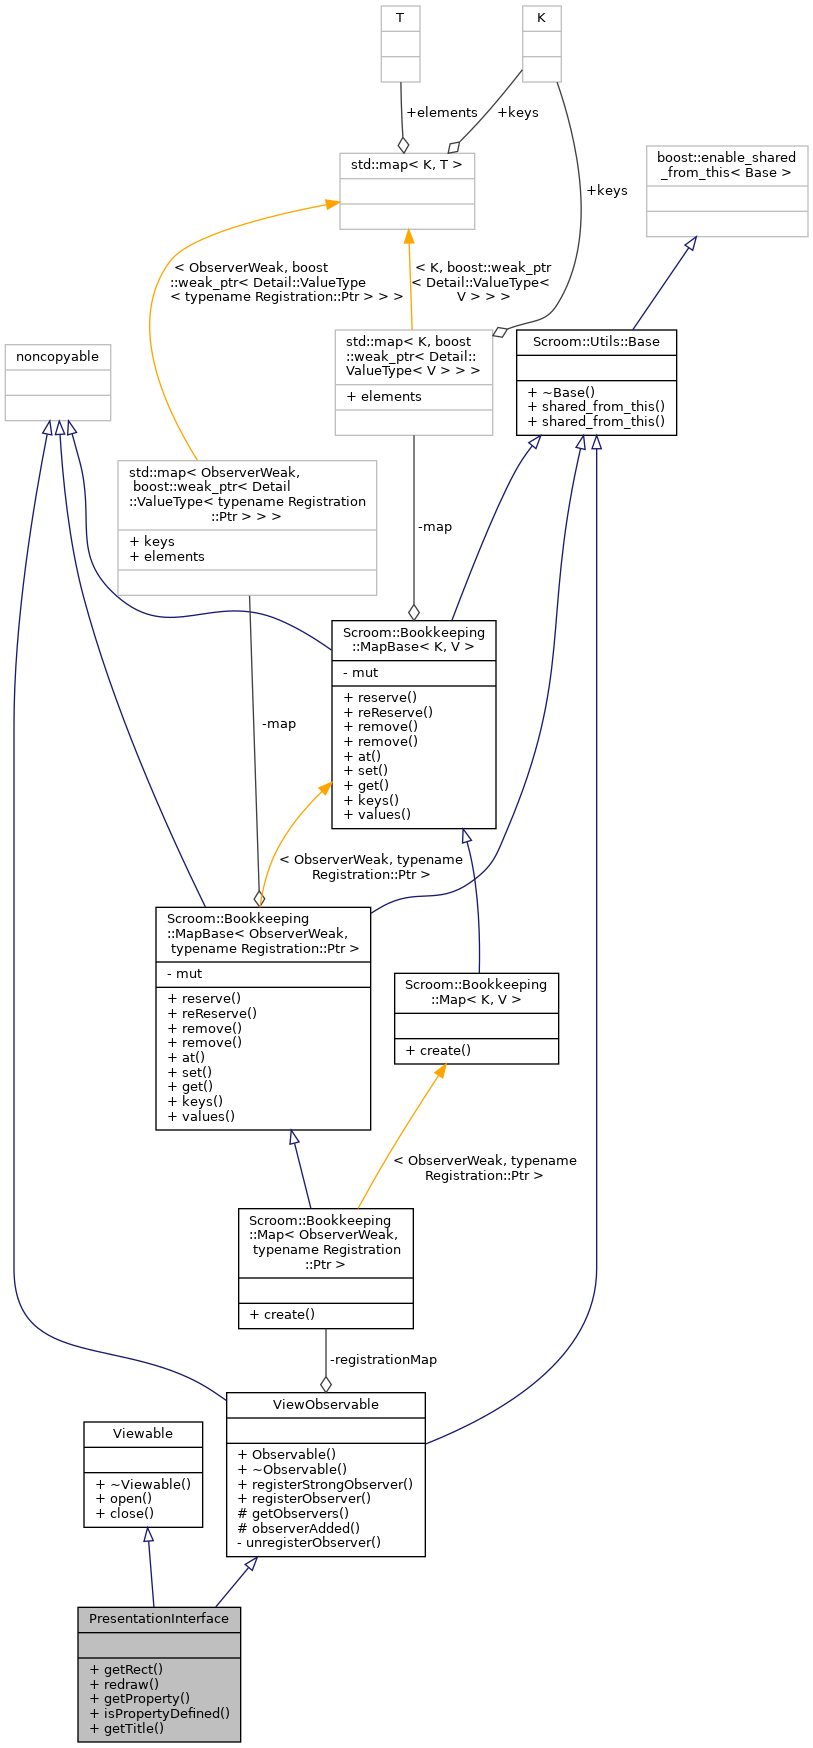 T
K
+elements
+keys
std::map< K, T >
boost::enable_shared
_from_this< Base >
+keys
< ObserverWeak, boost
::weak_ptr< Detail::ValueType
< typename Registration::Ptr > > >
< K, boost::weak_ptr
< Detail::ValueType<
V > > >
noncopyable
std::map< K, boost
::weak_ptr< Detail::
ValueType< V > > >
+ elements
Scroom::Utils::Base
+ ~Base()
+ shared_from_this()
+ shared_from_this()
std::map< ObserverWeak,
boost::weak_ptr< Detail
::ValueType< typename Registration
::Ptr > > >
+ keys
+ elements
-map
Scroom::Bookkeeping
::MapBase< K, V >
- mut
+ reserve()
+ reReserve()
+ remove()
+ remove()
+ at()
+ set()
+ get()
+ keys()
+ values()
-map
< ObserverWeak, typename
Registration::Ptr >
Scroom::Bookkeeping
::MapBase< ObserverWeak,
typename Registration::Ptr >
- mut
+ reserve()
+ reReserve()
+ remove()
+ remove()
+ at()
+ set()
+ get()
+ keys()
+ values()
Scroom::Bookkeeping
::Map< K, V >
+ create()
< ObserverWeak, typename
Registration::Ptr >
Scroom::Bookkeeping
::Map< ObserverWeak,
typename Registration
::Ptr >
+ create()
-registrationMap
ViewObservable
+ Observable()
+ ~Observable()
+ registerStrongObserver()
+ registerObserver()
# getObservers()
# observerAdded()
- unregisterObserver()
Viewable
+ ~Viewable()
+ open()
+ close()
PresentationInterface
+ getRect()
+ redraw()
+ getProperty()
+ isPropertyDefined()
+ getTitle()